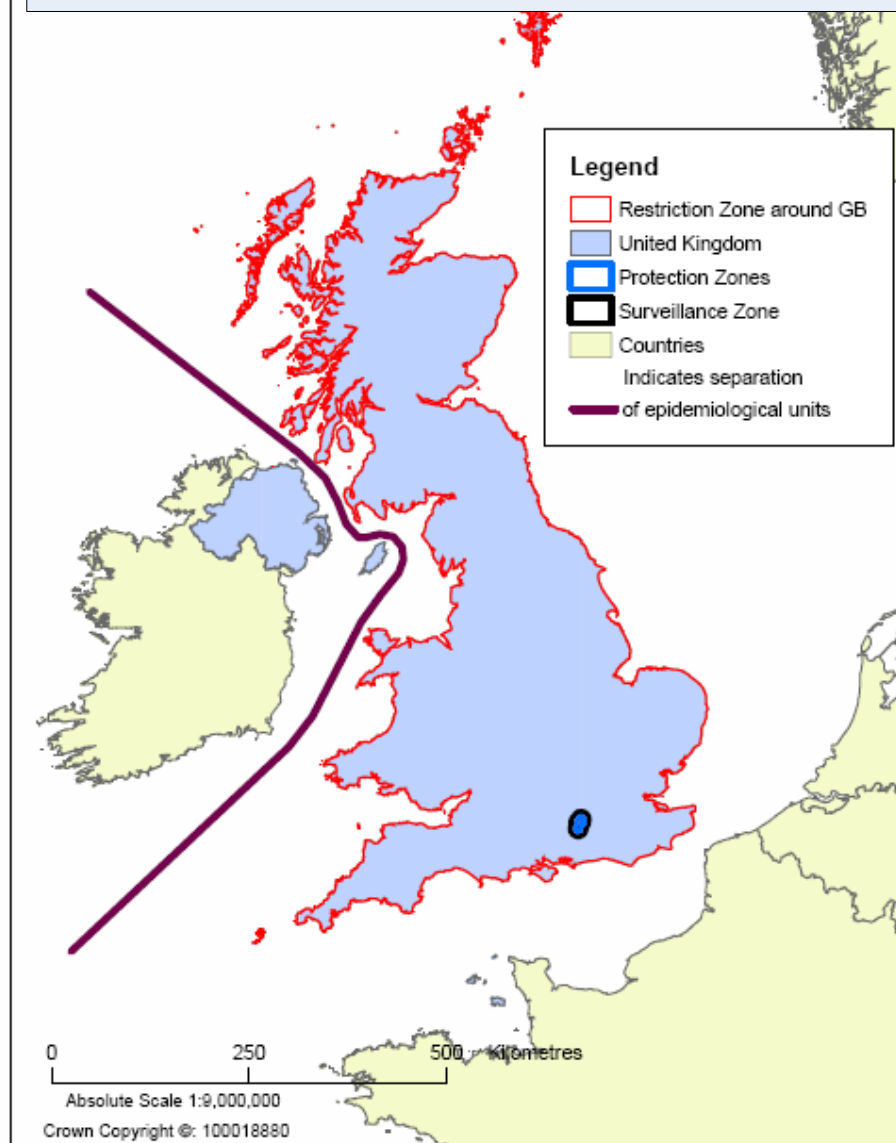 Legend
Restriction Zone around GB
United Kingdom
Protection Zones
Surveillance Zone
Countries
Indicates separation
of epidemiological units
0 250 500 Kilometres
Absolute Scale 1:9,000,000
Crown Copyright ©: 100018880